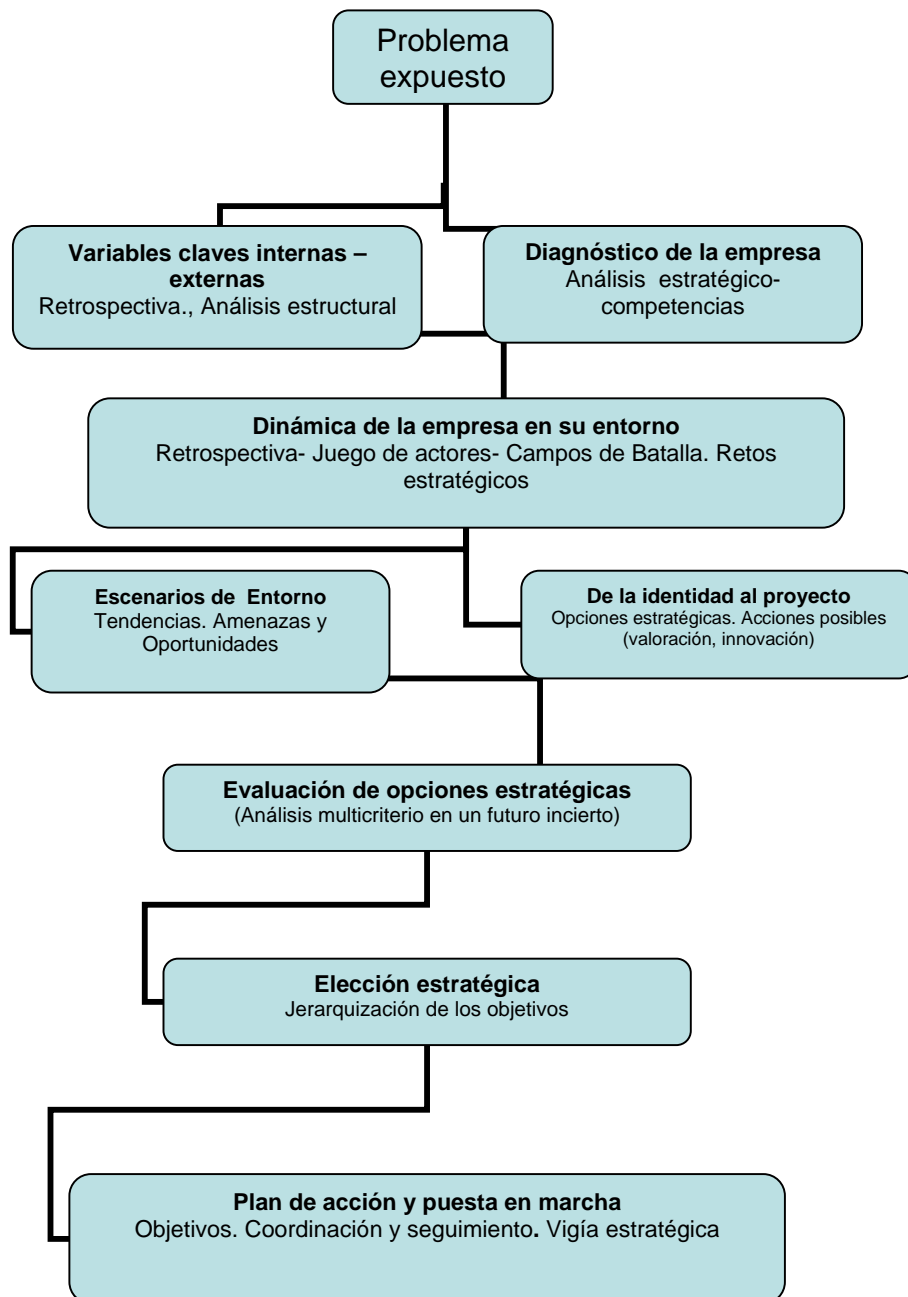 Problema
expuesto
Variables claves internas –
externas
Retrospectiva., Análisis estructural
Diagnóstico de la empresa
Análisis estratégico-
competencias
Dinámica de la empresa en su entorno
Retrospectiva- Juego de actores- Campos de Batalla. Retos
estratégicos
Escenarios de Entorno
Tendencias. Amenazas y
Oportunidades
De la identidad al proyecto
Opciones estratégicas. Acciones posibles
(valoración, innovación)
Evaluación de opciones estratégicas
(Análisis multicriterio en un futuro incierto)
Elección estratégica
Jerarquización de los objetivos
Plan de acción y puesta en marcha
Objetivos. Coordinación y seguimiento. Vigía estratégica